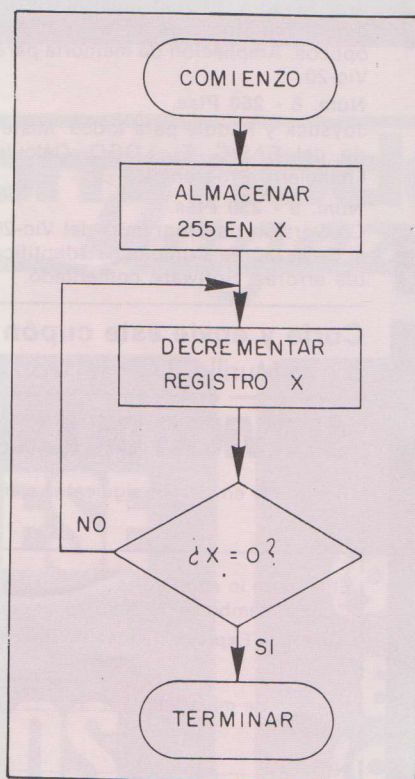 COMIENZO
ALMACENAR
255 EN X
DECREMENTAR
REGISTRO X
NO
¿X = 0?
SI
TERMINAR